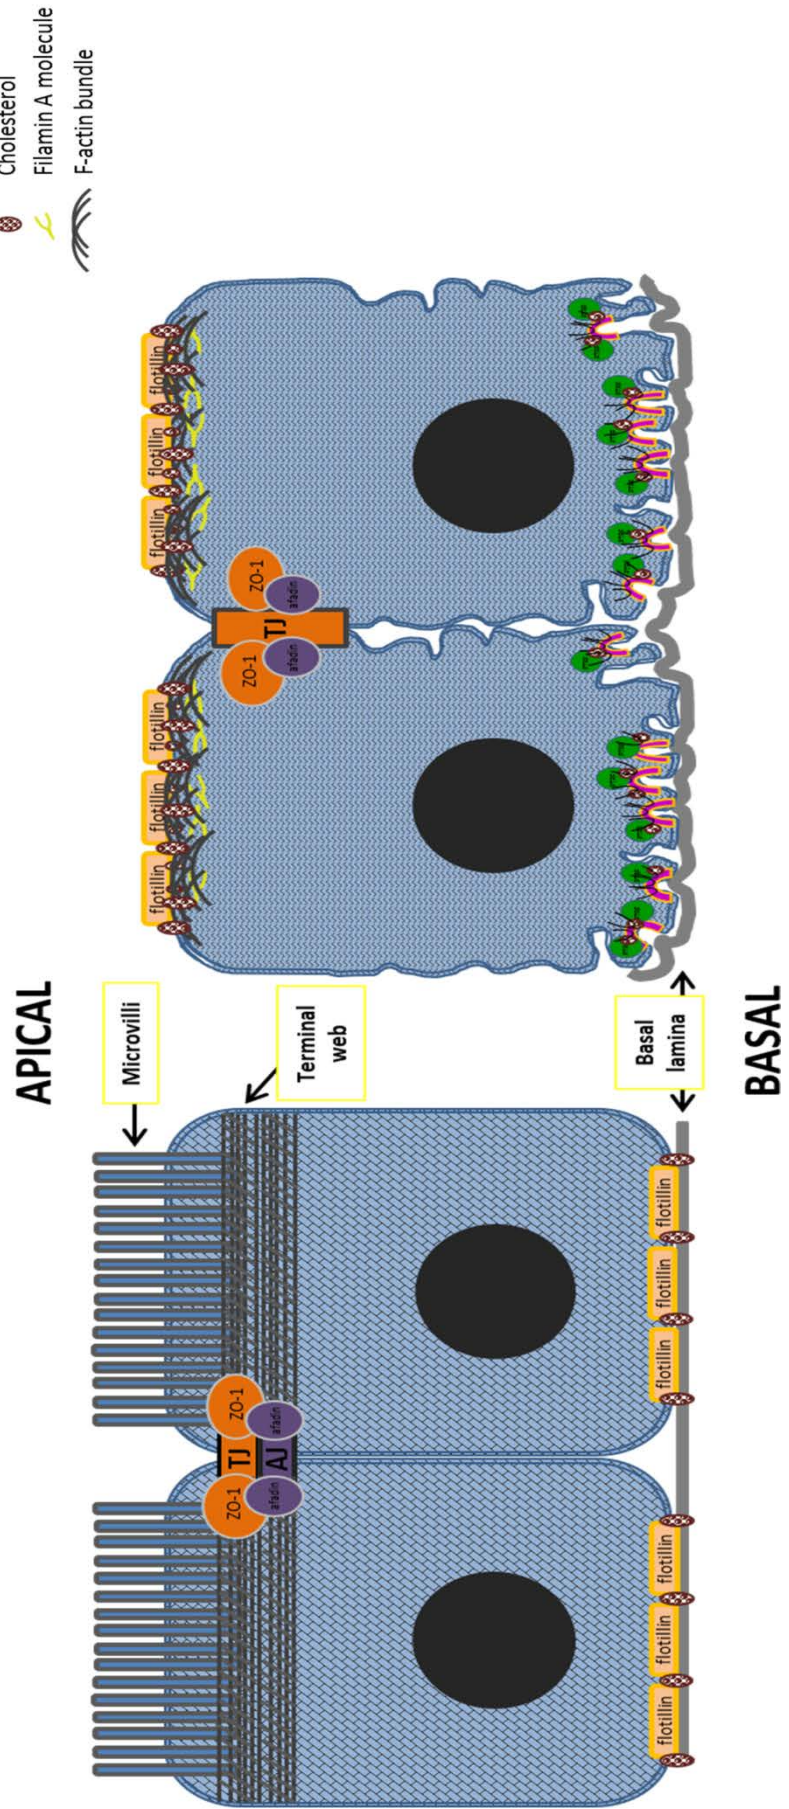 Cholesterol
Filamin A molecule
F-actin bundle
APICAL
Microvilli
flotillin
flotillin
flotillin
flotillin
flotillin
flotillin
ZO-1
TJ
ZO-1
afadin
AJ
afadin
ZO-1
TJ
ZO-1
afadin
afadin
Terminal
web
Basal
lamina
flotillin
flotillin
flotillin
flotillin
flotillin
flotillin
BASAL